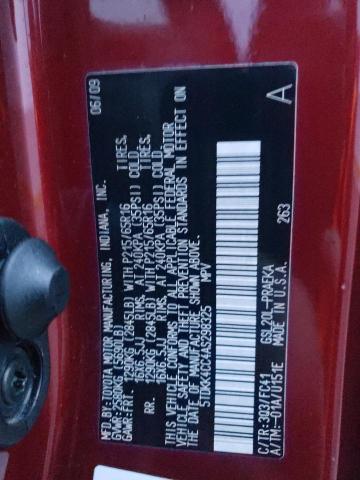 MFD. BY: TOYOTA MOTOR MANUFACTURING, INDIANA, INC. 06/09
GVWR: 2580KG (5690LB)
GAWR: FRT. 1290KG (2845LB) WITH P215/65R16 TIRES,
16X6.5JJ RIMS, AT 240KPA (35PSI) COLD
RR. 1290KG (2845LB) WITH P215/65R16 TIRES,
16X6.5JJ RIMS, AT 240KPA (35PSI) COLD
THIS VEHICLE CONFORMS TO ALL APPLICABLE FEDERAL MOTOR
VEHICLE SAFETY AND THEFT PREVENTION STANDARDS IN EFFECT ON
THE DATE OF MANUFACTURE SHOWN ABOVE.
5TDKK4CC4AS298325 MPV
A
263
C/TR: 3Q3/FC41 GSL20L-PRAEKA
A/TM: -01A/U151E MADE IN U.S.A.